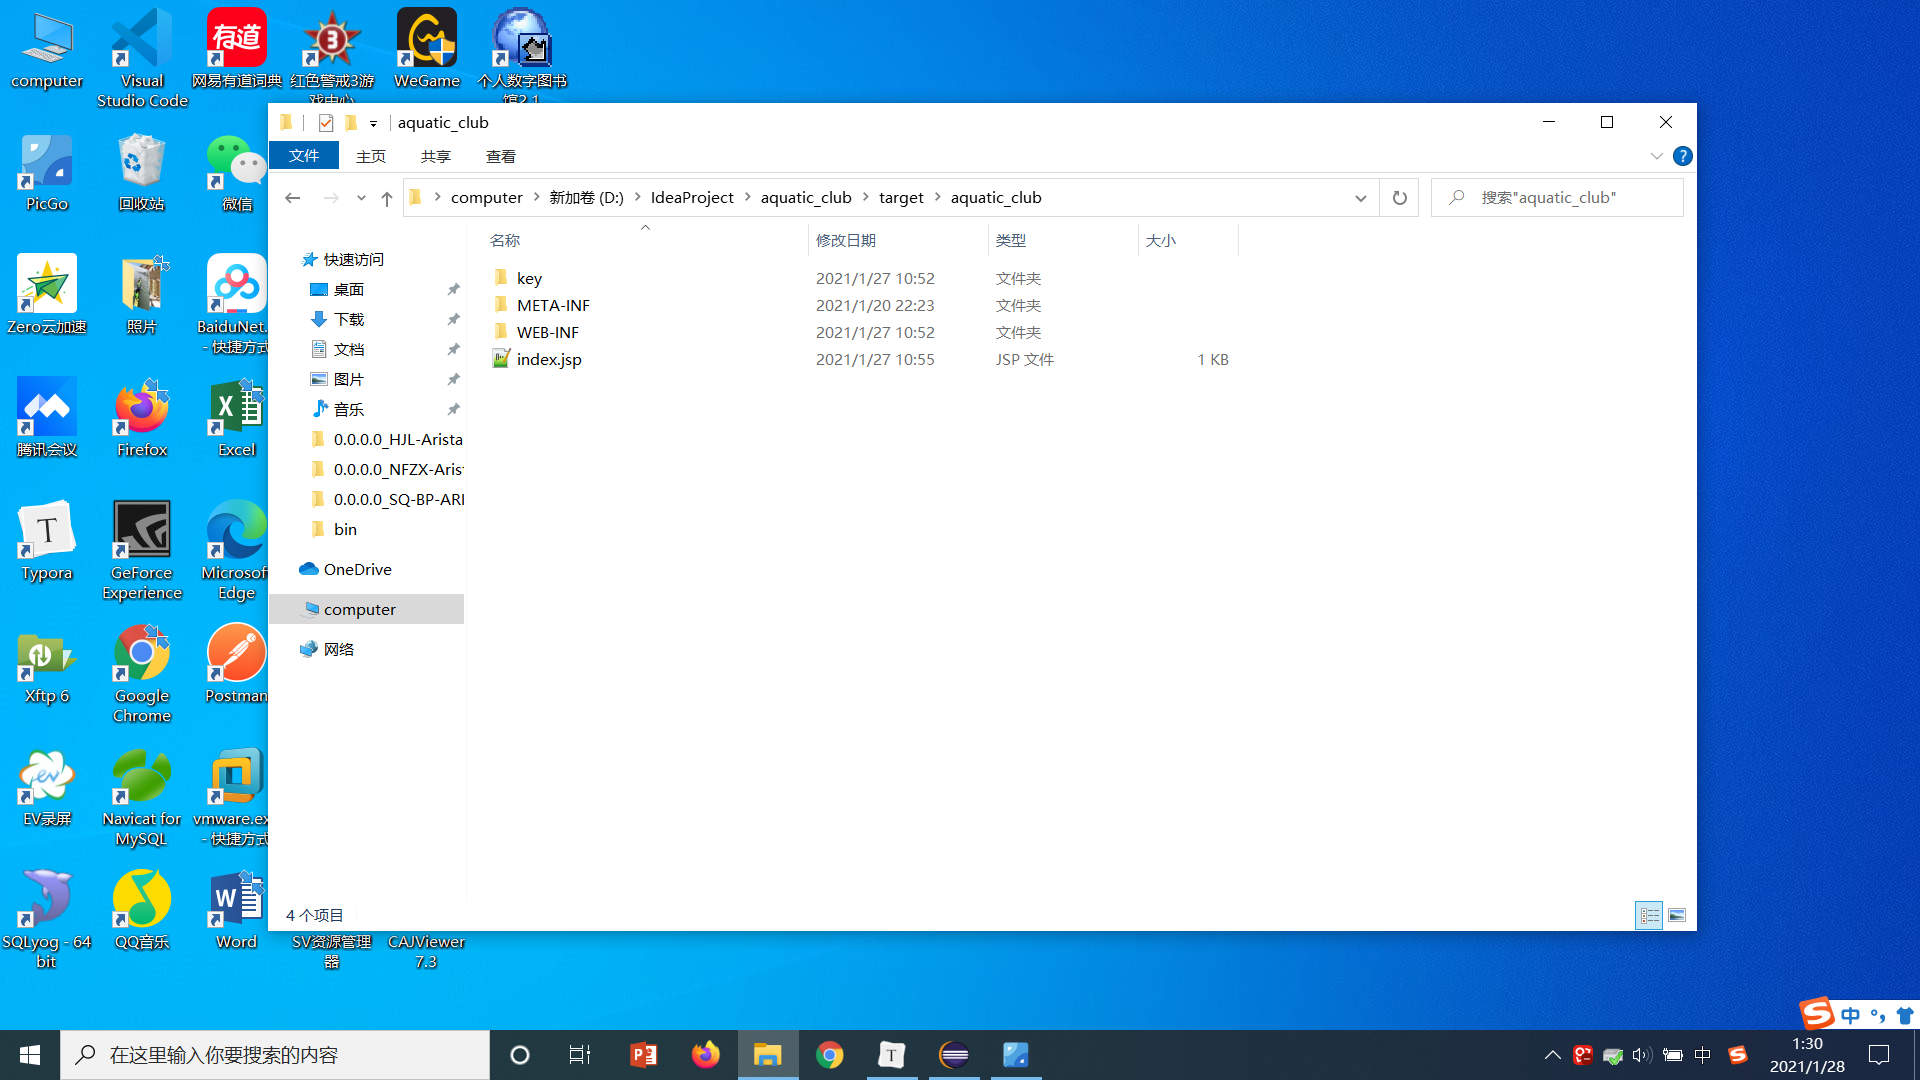 computer
Visual
Studio Code
有道
网易有道词典
3
红色警戒3游
戏中心
WeGame
个人数字图书
馆2.1
PicGo
回收站
微信
Zero云加速
照片
BaiduNet...
- 快捷方式
腾讯会议
Firefox
Excel
T
Typora
GeForce
Experience
Microsof
Edge
Xftp 6
Google
Chrome
Postman
ev
EV录屏
Navicat for
MySQL
vmware.ex
- 快捷方式
SQLyog - 64
bit
QQ音乐
Word
SV资源管理
器
CAJViewer
7.3
aquatic_club
文件
主页
共享
查看
?
computer
新加卷 (D:)
IdeaProject
aquatic_club
target
aquatic_club
搜索"aquatic_club"
名称
修改日期
类型
大小
快速访问
桌面
下载
文档
图片
音乐
0.0.0.0_HJL-Arista
0.0.0.0_NFZX-Aris
0.0.0.0_SQ-BP-ARI
bin
OneDrive
computer
网络
key
2021/1/27 10:52
文件夹
META-INF
2021/1/20 22:23
文件夹
WEB-INF
2021/1/27 10:52
文件夹
index.jsp
2021/1/27 10:55
JSP 文件
1 KB
4 个项目
S 中
在这里输入你要搜索的内容
T
中
S
1:30
2021/1/28